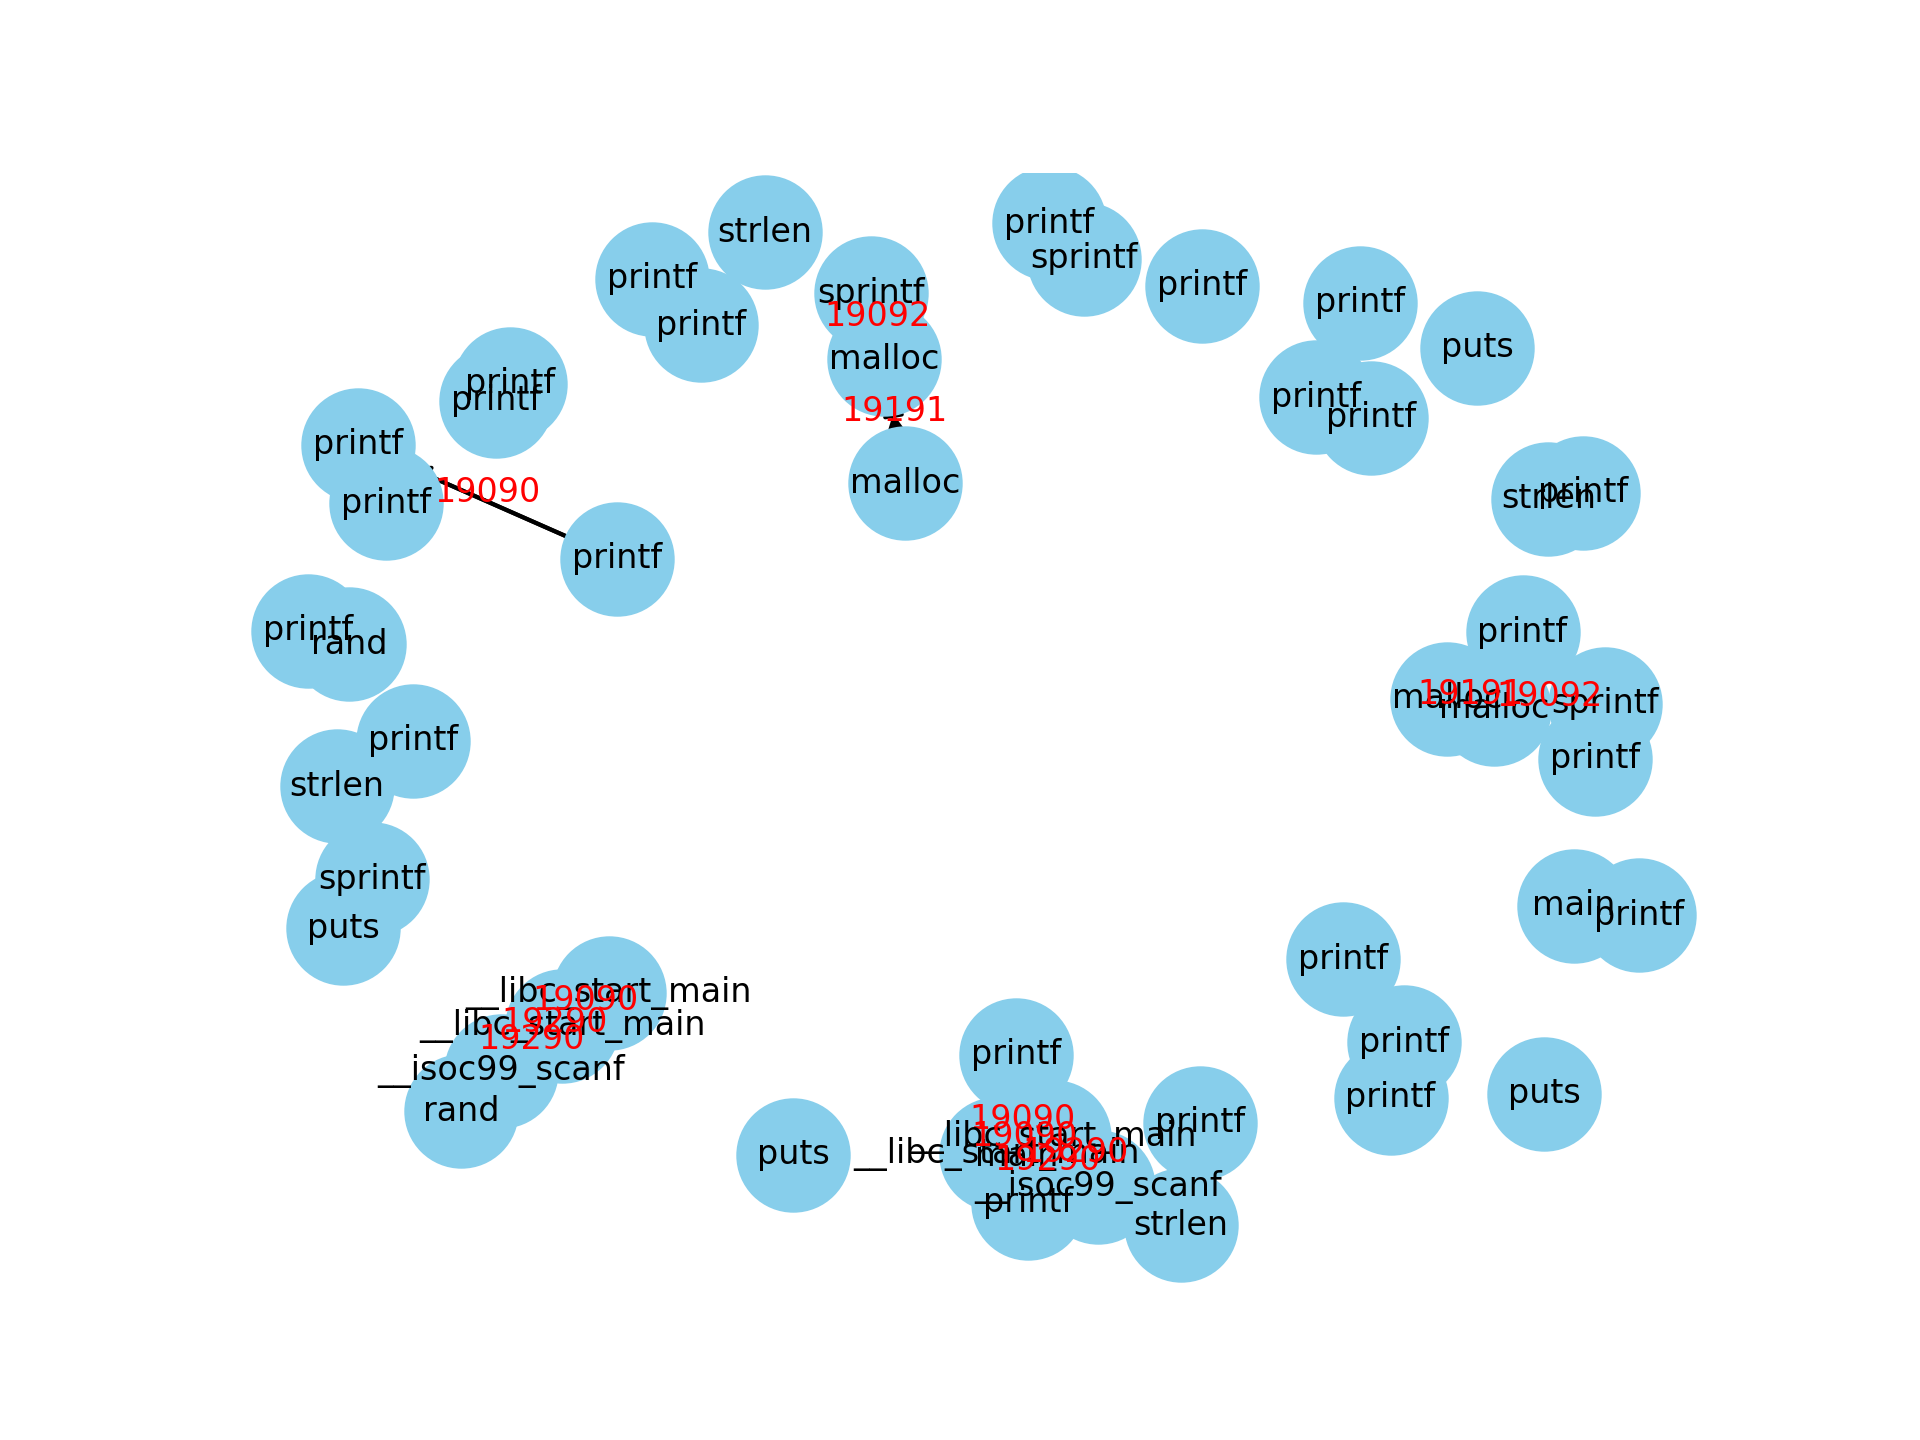 printf
strlen
sprintf
printf
printf
sprintf
19092
malloc
printf
printf
puts
printf
printf
printf
printf
19191
malloc
printf
printf
19090
printf
strlen
printf
printf
rand
printf
strlen
printf
malloc
19191
malloc
19092
sprintf
printf
sprintf
puts
main
printf
printf
__libc_start_main
19090
__libc_start_main
19290
19290
__isoc99_scanf
rand
printf
printf
printf
puts
puts
printf
19090
__libc_start_main
19090
__libc_start_main
main
19290
19290
__isoc99_scanf
printf
printf
strlen